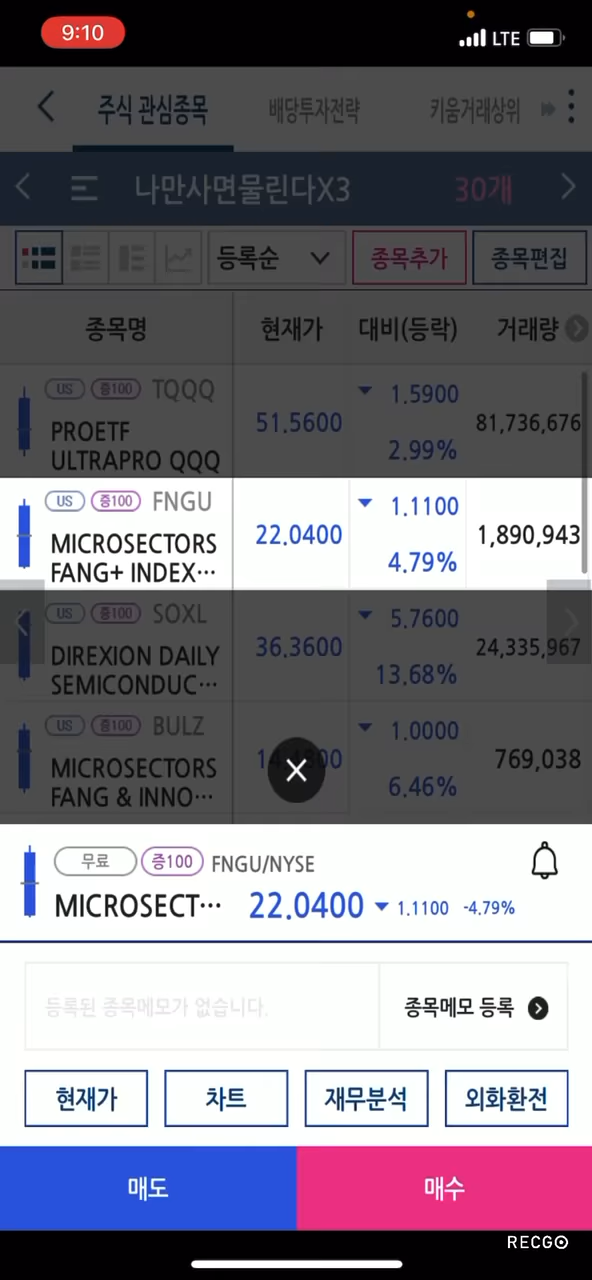 9:10
LTE
주식 관심종목 배당투자전략 키움거래상위
나만사면물린다X3 30개
등록순 종목추가 종목편집
종목명 현재가 대비(등락) 거래량
US 증100 TQQQ
PROETF
ULTRAPRO QQQ
51.5600
1.5900
2.99%
81,736,676
US 증100 FNGU
MICROSECTORS
FANG+ INDEX…
22.0400
1.1100
4.79%
1,890,943
US 증100 SOXL
DIREXION DAILY
SEMICONDUC…
36.3600
5.7600
13.68%
24,335,967
US 증100 BULZ
MICROSECTORS
FANG & INNO…
1.0000
6.46%
769,038
무료 증100 FNGU/NYSE
MICROSECT… 22.0400 1.1100 -4.79%
등록된 종목메모가 없습니다. 종목메모 등록
현재가 차트 재무분석 외화환전
매도 매수
RECGO